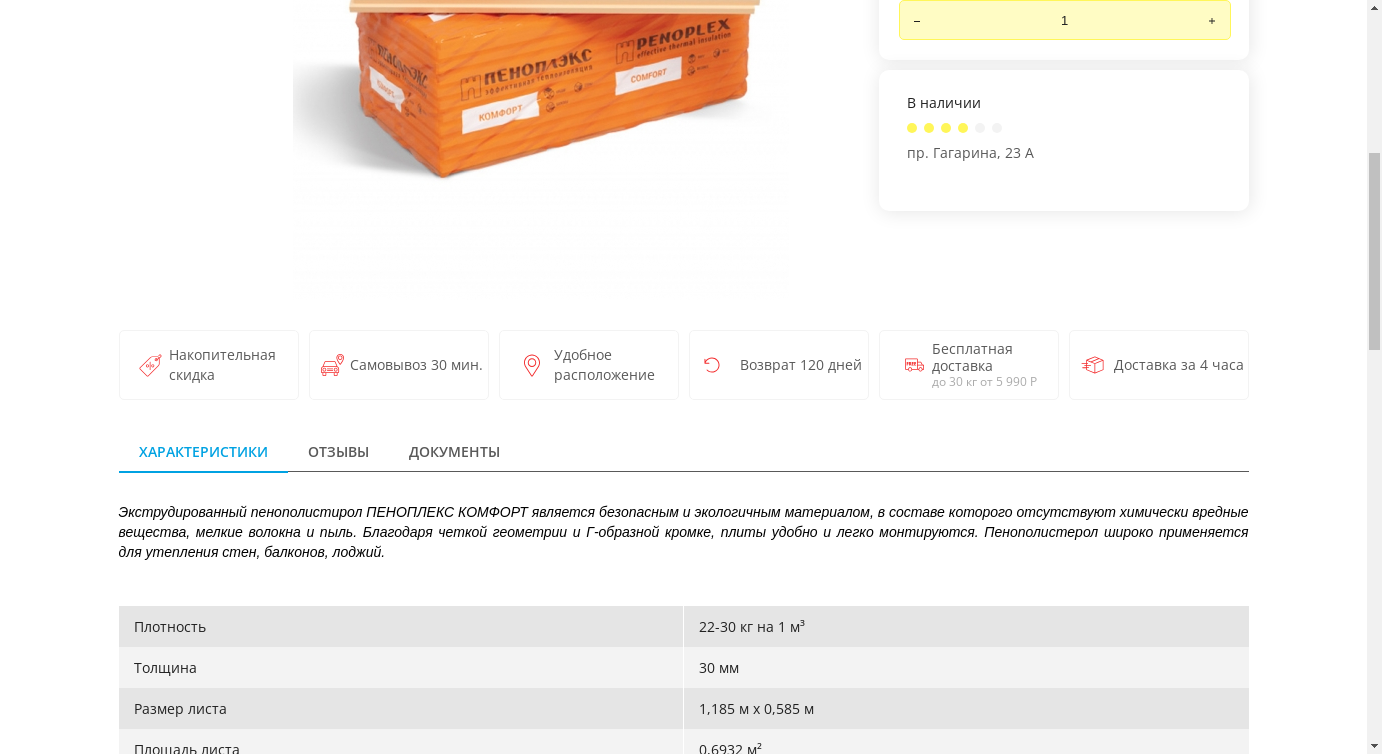 ПЕНОПЛЭКС
эффективная теплоизоляция
КОМФОРТ
PENOPLEX
effective thermal insulation
COMFORT
− 1 +
В наличии
пр. Гагарина, 23 А
Накопительная
скидка
Самовывоз 30 мин.
Удобное
расположение
Возврат 120 дней
Бесплатная
доставка
до 30 кг от 5 990 Р
Доставка за 4 часа
ХАРАКТЕРИСТИКИ ОТЗЫВЫ ДОКУМЕНТЫ
Экструдированный пенополистирол ПЕНОПЛЕКС КОМФОРТ является безопасным и экологичным материалом, в составе которого отсутствуют химически вредные
вещества, мелкие волокна и пыль. Благодаря четкой геометрии и Г-образной кромке, плиты удобно и легко монтируются. Пенополистерол широко применяется
для утепления стен, балконов, лоджий.
Плотность 22-30 кг на 1 м³
Толщина 30 мм
Размер листа 1,185 м х 0,585 м
Площадь листа 0,6932 м²